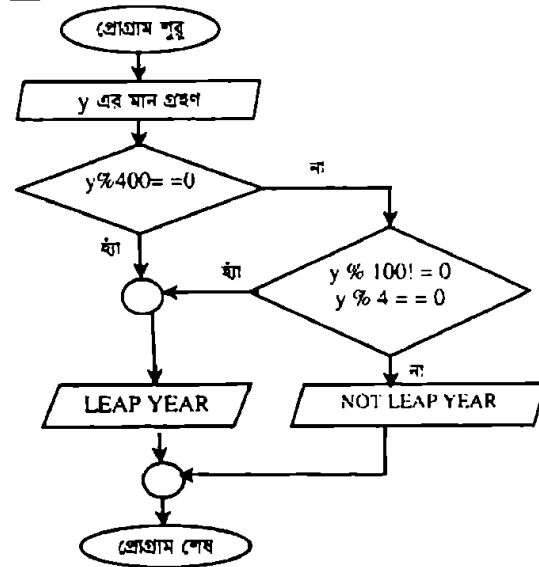 প্রোগ্রাম শুরু
y এর মান গ্রহণ
y%400= =0
না
হ্যাঁ
হ্যাঁ
y % 100! = 0
y % 4 = = 0
না
LEAP YEAR
NOT LEAP YEAR
প্রোগ্রাম শেষ